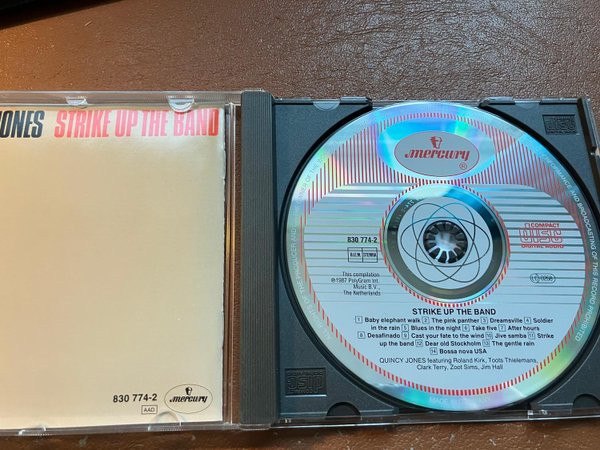 JONES STRIKE UP THE BAND
830 774-2
AAD
mercury
mercury
®
830 774-2
B.I.E.M. STEMRA
This compilation
℗1987 PolyGram Int.
Music B.V.
The Netherlands
COMPACT
disc
DIGITAL AUDIO
STRIKE UP THE BAND
1 Baby elephant walk 2 The pink panther 3 Dreamsville 4 Soldier
in the rain 5 Blues in the night 6 Take five 7 After hours
8 Desafinado 9 Cast your fate to the wind 10 Jive samba 11 Strike
up the band 12 Dear old Stockholm 13 The gentle rain
14 Bossa nova USA
QUINCY JONES featuring Roland Kirk, Toots Thielemans,
Clark Terry, Zoot Sims, Jim Hall
disc
COMPACT
disc